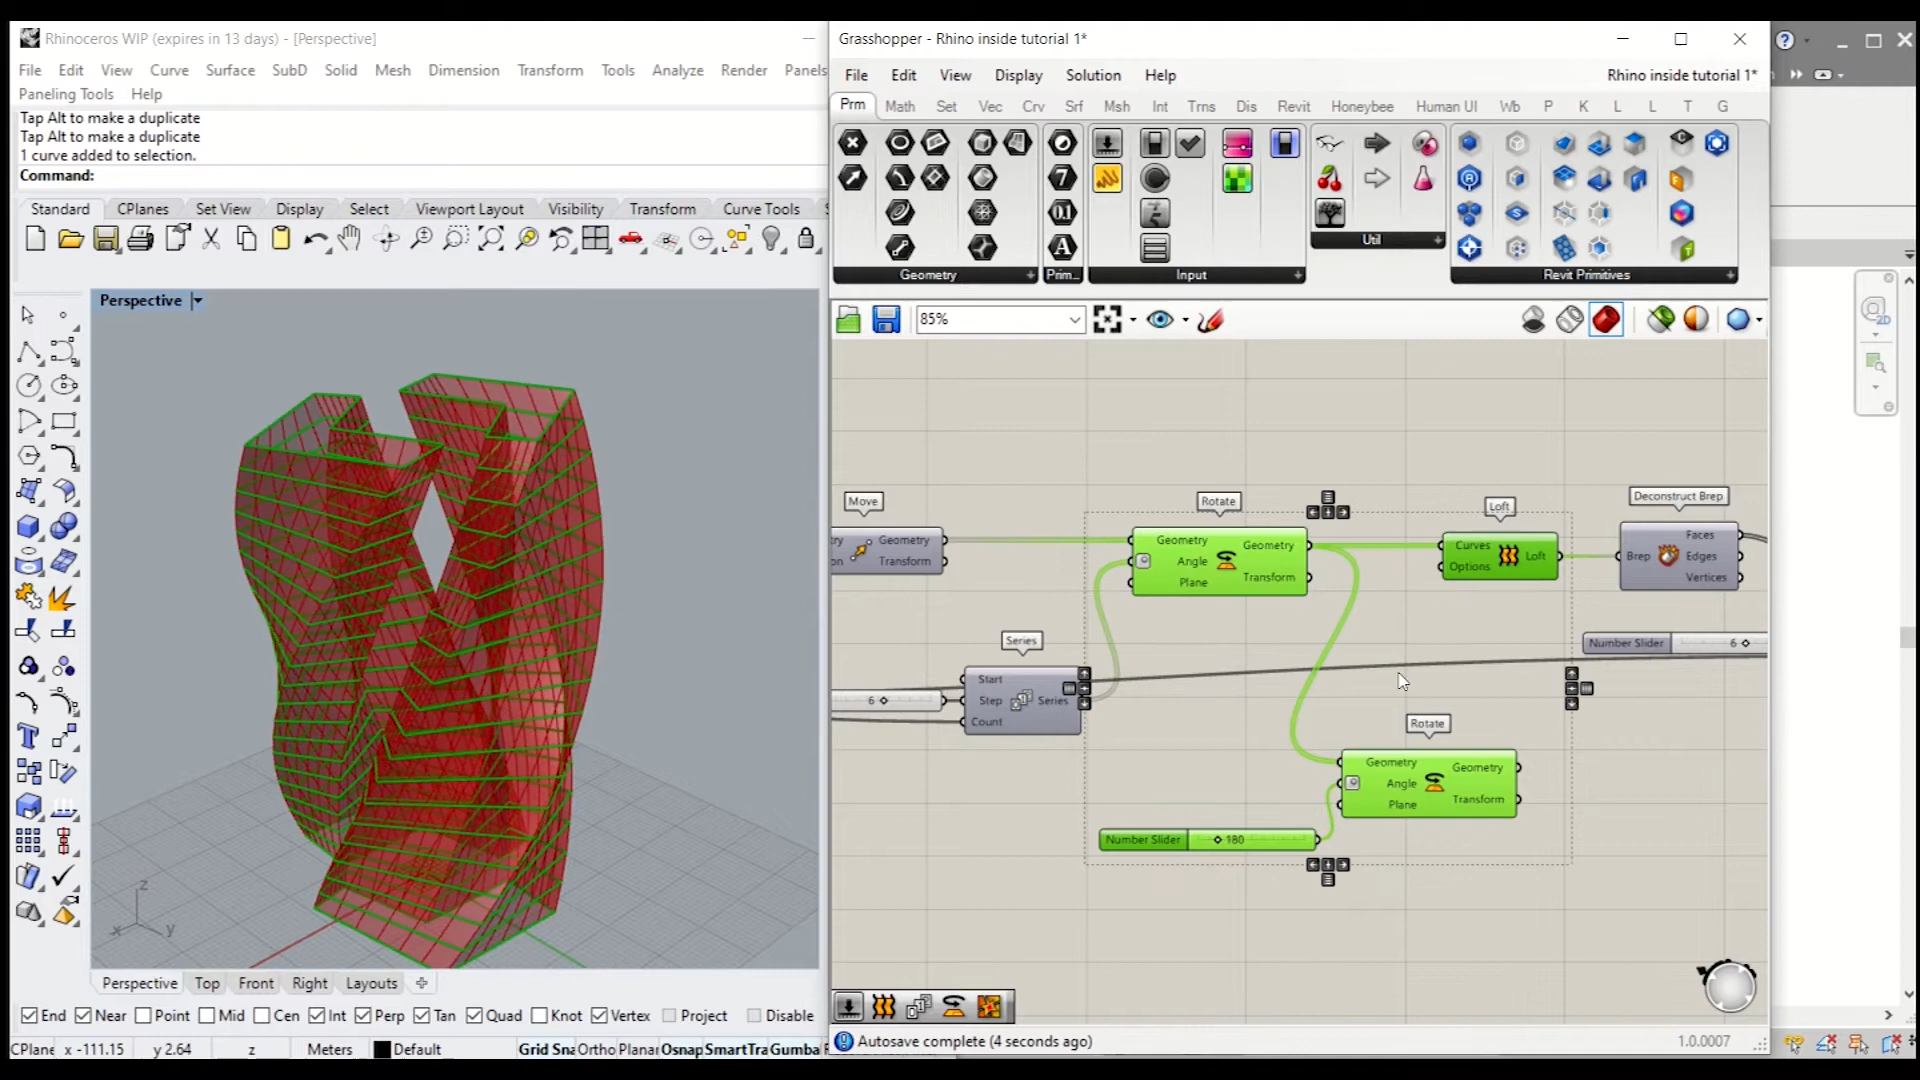 Rhinoceros WIP (expires in 13 days) - [Perspective]
File Edit View Curve Surface SubD Solid Mesh Dimension Transform Tools Analyze Render Panels
Paneling Tools Help
Tap Alt to make a duplicate
Tap Alt to make a duplicate
1 curve added to selection.
Command:
Standard CPlanes Set View Display Select Viewport Layout Visibility Transform Curve Tools
Perspective
z
x y
Perspective Top Front Right Layouts
End Near Point Mid Cen Int Perp Tan Quad Knot Vertex Project Disable
CPlane x -111.15 y 2.64 z Meters Default Grid Sna Ortho Planar Osnap SmartTra Gumba
Grasshopper - Rhino inside tutorial 1*
File Edit View Display Solution Help Rhino inside tutorial 1*
Prm Math Set Vec Crv Srf Msh Int Trns Dis Revit Honeybee Human UI Wb P K L L T G
Geometry Prim... Input Util Revit Primitives
85%
Move Rotate Loft Deconstruct Brep
Geometry
Transform
Geometry Geometry
Angle
Plane Transform
Curves Loft
Options
Brep Faces
Edges
Vertices
Series
6
Start
Step Series
Count
Number Slider 6
Rotate
Geometry Geometry
Angle
Plane Transform
Number Slider 180
Autosave complete (4 seconds ago) 1.0.0007
2D